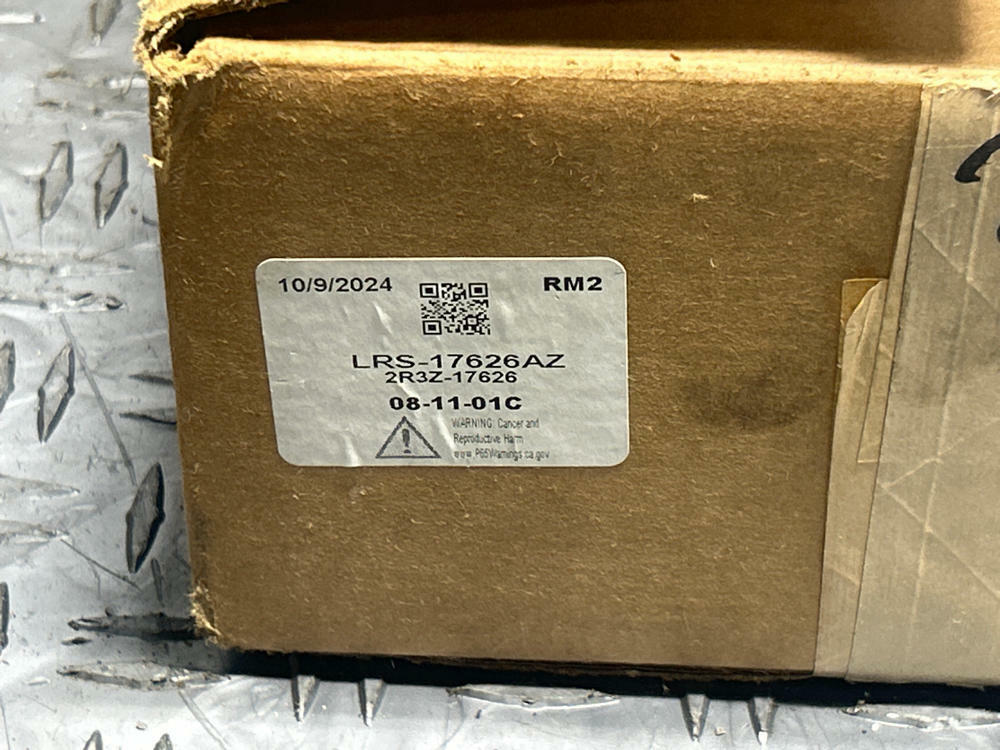 10/9/2024 RM2
LRS-17626AZ
2R3Z-17626
08-11-01C
WARNING: Cancer and
Reproductive Harm
www.P65Warnings.ca.gov